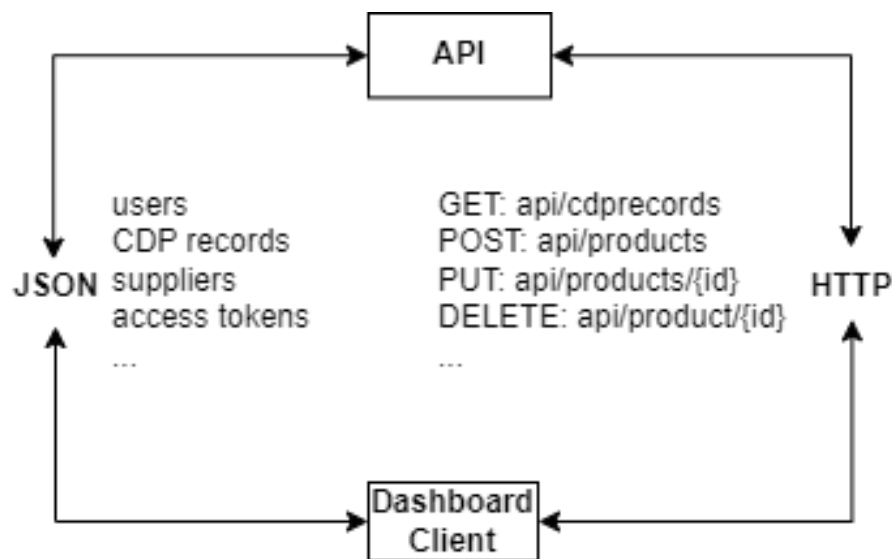 API
users
CDP records
suppliers
access tokens
...
JSON
GET: api/cdprecords
POST: api/products
PUT: api/products/{id}
DELETE: api/product/{id}
...
HTTP
Dashboard
Client